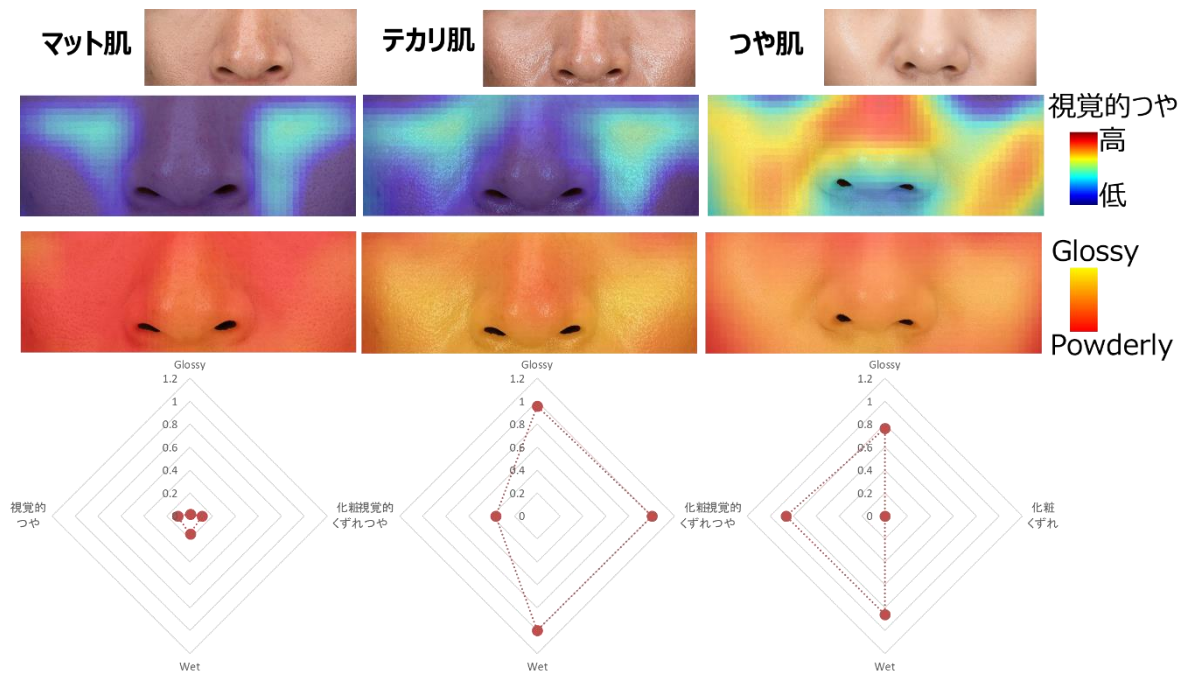 マット肌
テカリ肌
つや肌
視覚的つや
高
低
Glossy
Powderly
Glossy
1.2
1
0.8
0.6
0.4
0.2
0
視覚的
つや
化粧
くずれ
Wet
Glossy
1.2
1
0.8
0.6
0.4
0.2
0
視覚的
つや
化粧
くずれ
Wet
Glossy
1.2
1
0.8
0.6
0.4
0.2
0
視覚的
つや
化粧
くずれ
Wet